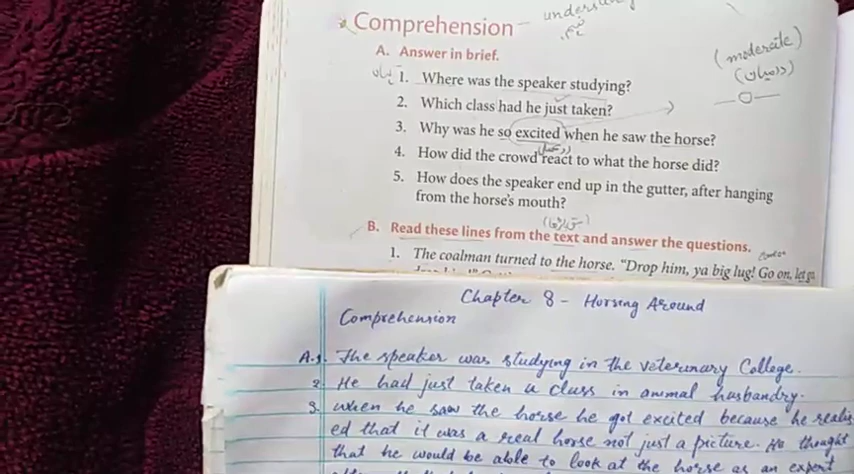 Comprehension
A. Answer in brief.
(moderate)
1. Where was the speaker studying?
2. Which class had he just taken?
3. Why was he so excited when he saw the horse?
4. How did the crowd react to what the horse did?
5. How does the speaker end up in the gutter, after hanging
from the horse's mouth?
B. Read these lines from the text and answer the questions.
1. The coalman turned to the horse. "Drop him, ya big lug! Go on, let go
Chapter 8 - Horsing Around
Comprehension
A.1. The speaker was studying in the veterinary College.
2. He had just taken a class in animal husbandry.
3. when he saw the horse he got excited because he realis
ed that it was a real horse not just a picture. He thought
that he would be able to look at the horse as an expert